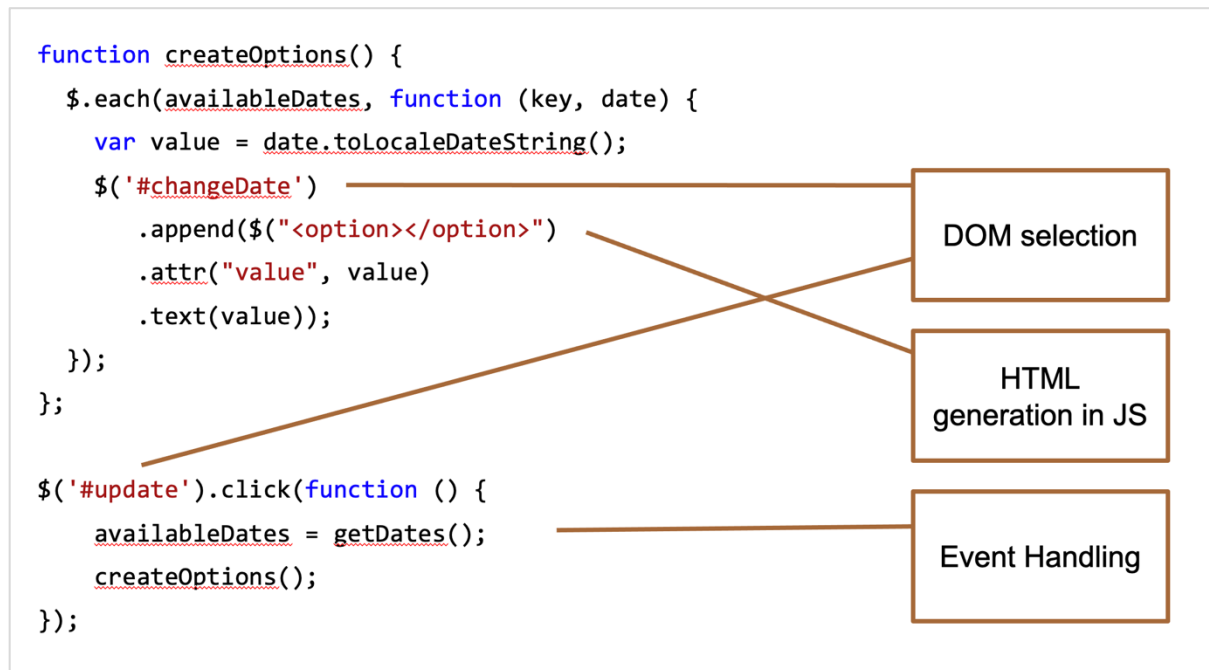 function createOptions() {
$.each(availableDates, function (key, date) {
var value = date.toLocaleDateString();
$('#changeDate')
.append($("<option></option>")
.attr("value", value)
.text(value));
});
};
$('#update').click(function () {
availableDates = getDates();
createOptions();
});
DOM selection
HTML
generation in JS
Event Handling